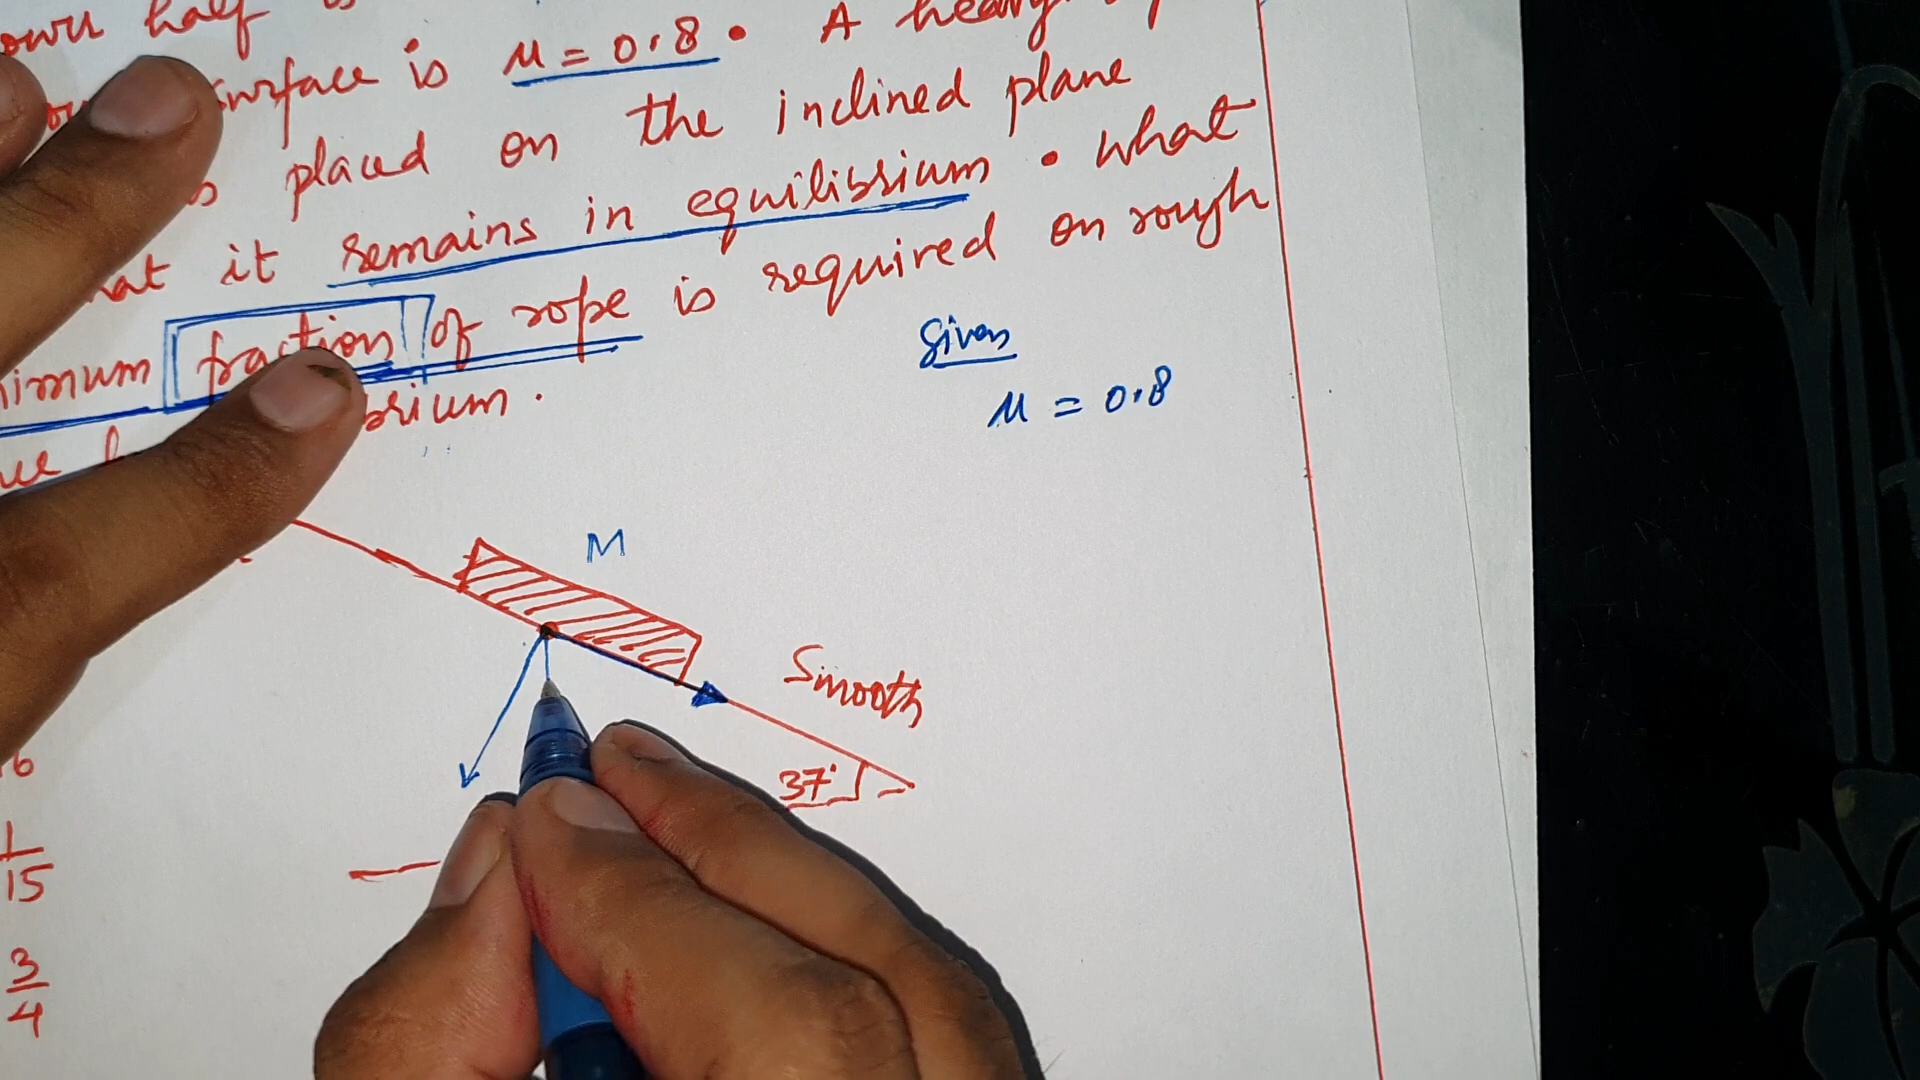 half
surface is μ = 0.8 . A
placed on the inclined plane
it remains in equilibrium . What
fraction of rope is required on rough
Given
μ = 0.8
M
Smooth
37°
6
1/15
3/4